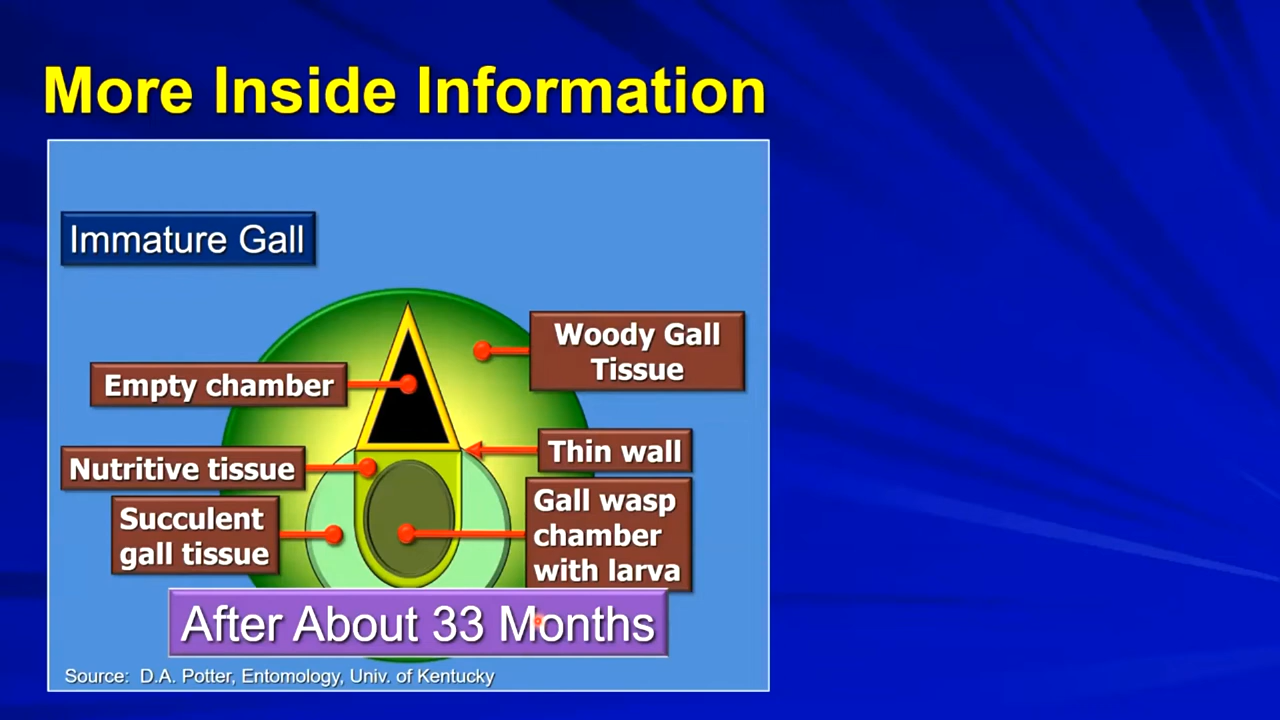 More Inside Information
Immature Gall
Woody Gall
Tissue
Empty chamber
Thin wall
Nutritive tissue
Gall wasp
chamber
with larva
Succulent
gall tissue
After About 33 Months
Source:  D.A. Potter, Entomology, Univ. of Kentucky